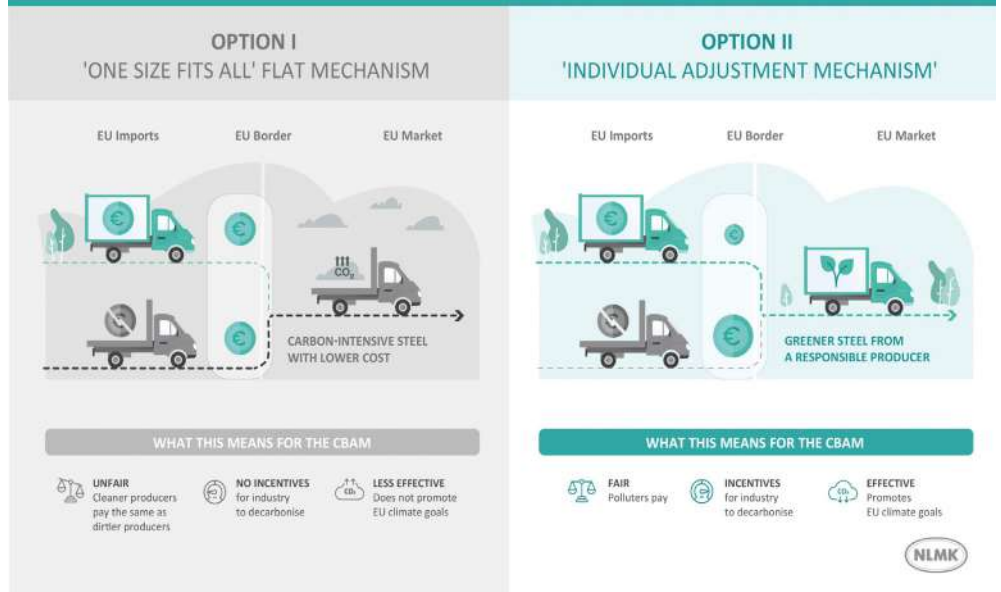 OPTION I
'ONE SIZE FITS ALL' FLAT MECHANISM
EU Imports
EU Border
EU Market
€
€
€
€
CO₂
CARBON-INTENSIVE STEEL
WITH LOWER COST
WHAT THIS MEANS FOR THE CBAM
UNFAIR
Cleaner producers
pay the same as
dirtier producers
NO INCENTIVES
for industry
to decarbonise
CO₂
LESS EFFECTIVE
Does not promote
EU climate goals
OPTION II
'INDIVIDUAL ADJUSTMENT MECHANISM'
EU Imports
EU Border
EU Market
€
€
€
€
GREENER STEEL FROM
A RESPONSIBLE PRODUCER
WHAT THIS MEANS FOR THE CBAM
FAIR
Polluters pay
INCENTIVES
for industry
to decarbonise
CO₂
EFFECTIVE
Promotes
EU climate goals
NLMK